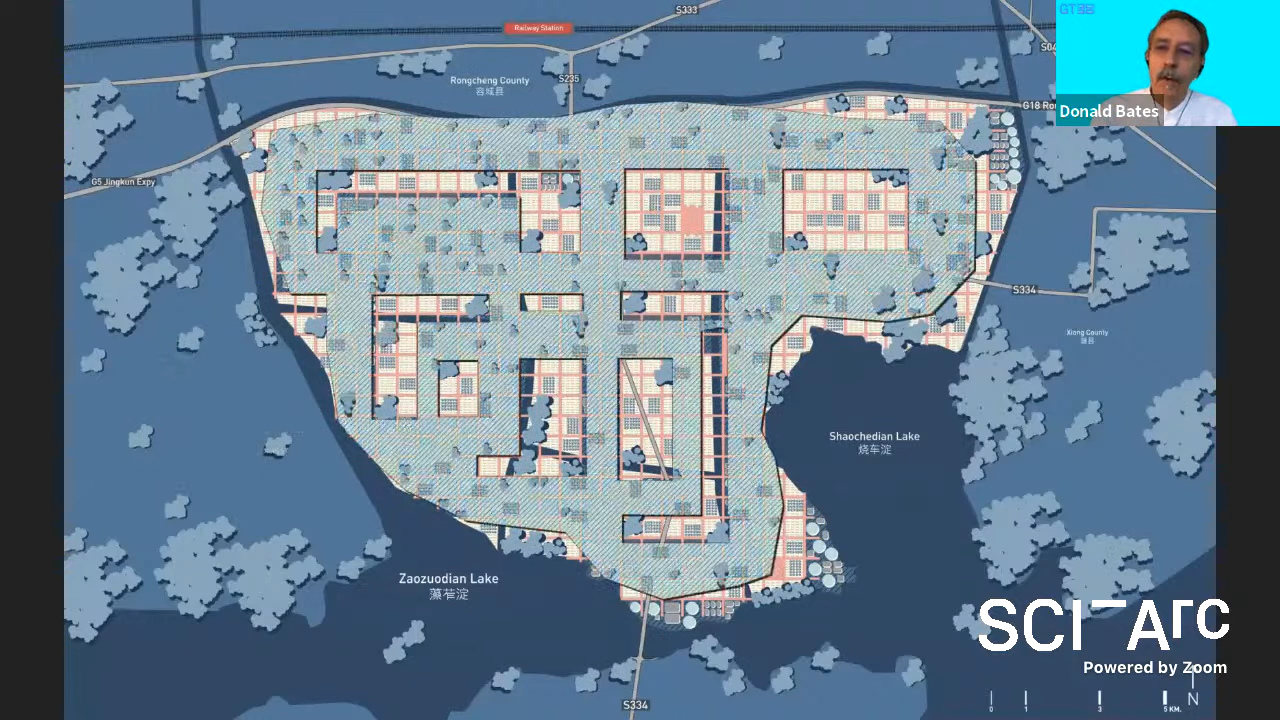 S333
GT3B
Railway Station
S04
Rongcheng County
容城县
S235
G18 Ro
Donald Bates
G5 Jingkun Expy
S334
Xiong County
Shaochedian Lake
烧车淀
Zaozuodian Lake
藻苲淀
SCI-Arc
Powered by Zoom
N
0 1 3 5 KM.
S334